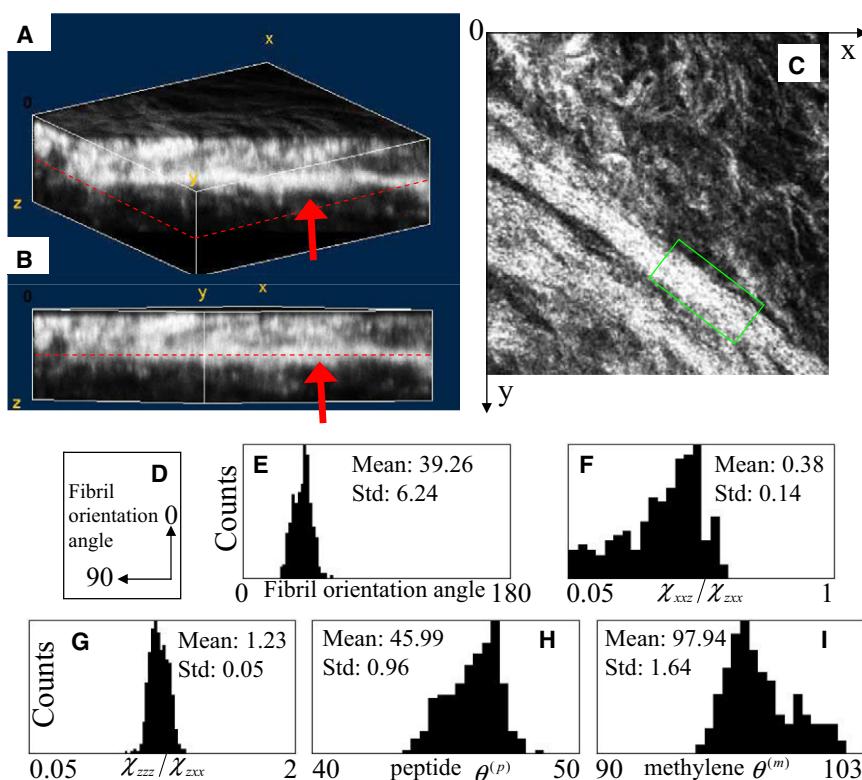 A
x
0
y
z
B
0
y
x
z
0
x
C
y
D
Fibril
orientation 0
angle
90
E
Mean: 39.26
Std: 6.24
Counts
0 Fibril orientation angle 180
F
Mean: 0.38
Std: 0.14
0.05 χxxz/χzxx 1
G
Mean: 1.23
Std: 0.05
Counts
0.05 χzzz/χzxx 2
Mean: 45.99 H
Std: 0.96
40 peptide θ(p) 50
Mean: 97.94 I
Std: 1.64
90 methylene θ(m) 103